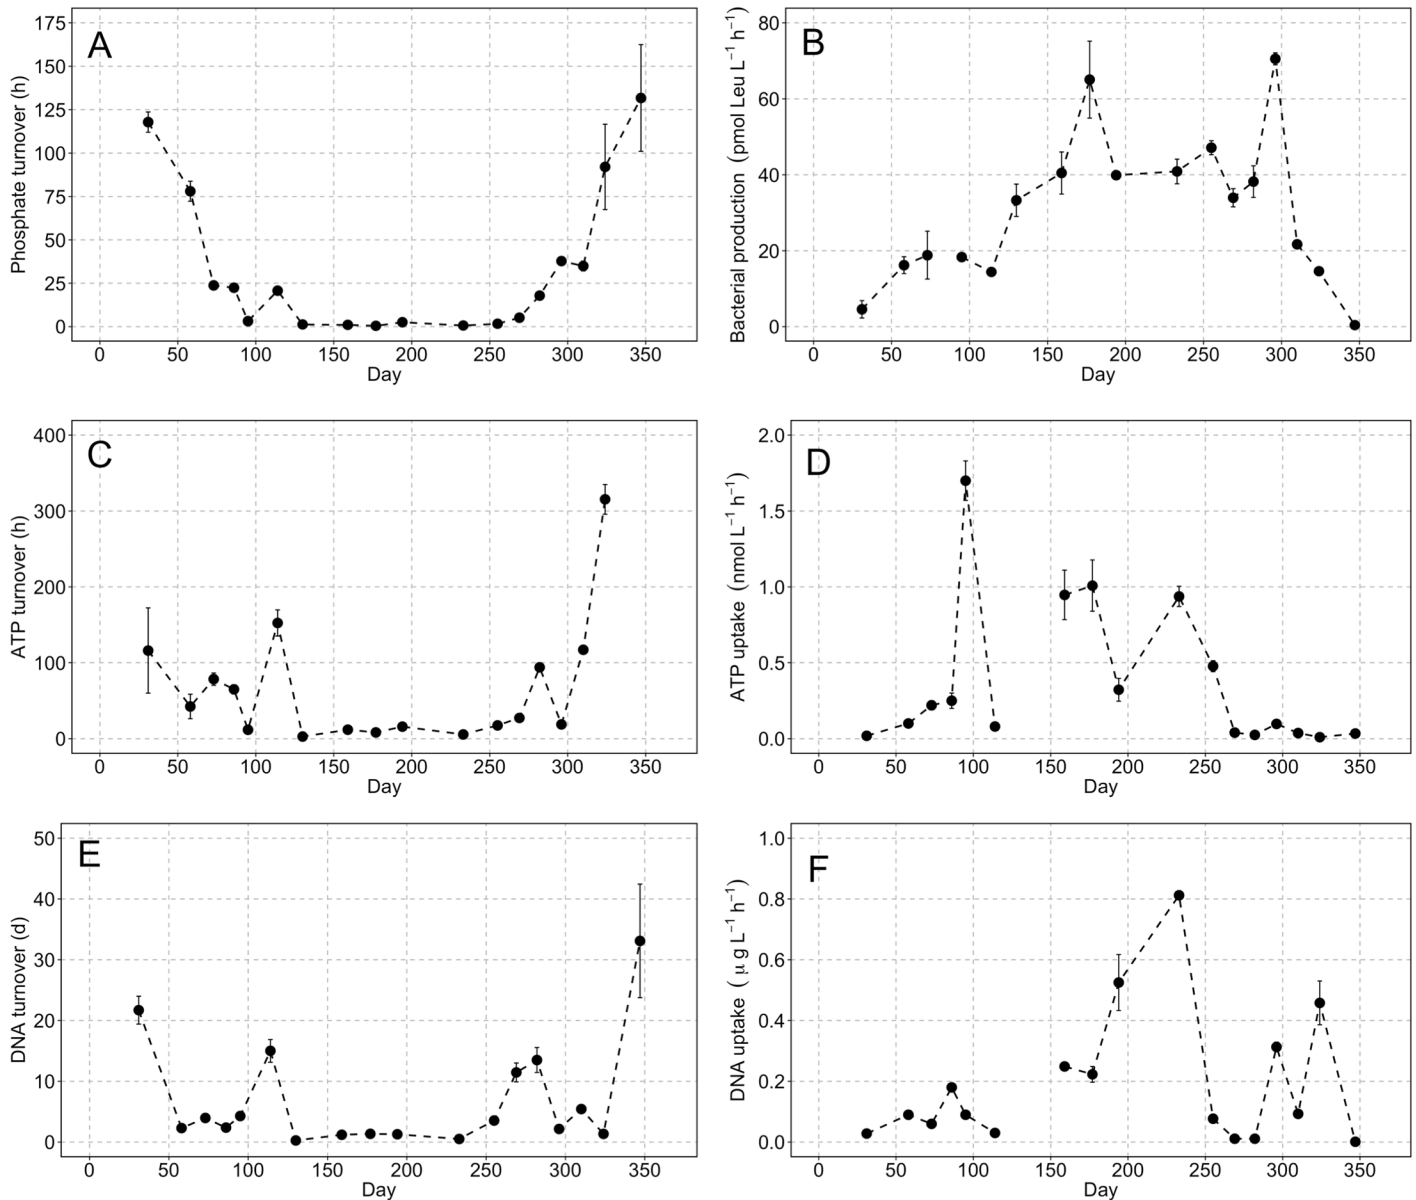 A
Phosphate turnover (h)
175
150
125
100
75
50
25
0
0 50 100 150 200 250 300 350
Day
B
Bacterial production (pmol Leu L⁻¹ h⁻¹)
80
60
40
20
0
0 50 100 150 200 250 300 350
Day
C
ATP turnover (h)
400
300
200
100
0
0 50 100 150 200 250 300 350
Day
D
ATP uptake (nmol L⁻¹ h⁻¹)
2.0
1.5
1.0
0.5
0.0
0 50 100 150 200 250 300 350
Day
E
DNA turnover (d)
50
40
30
20
10
0
0 50 100 150 200 250 300 350
Day
F
DNA uptake ( μ g L⁻¹ h⁻¹)
1.0
0.8
0.6
0.4
0.2
0.0
0 50 100 150 200 250 300 350
Day